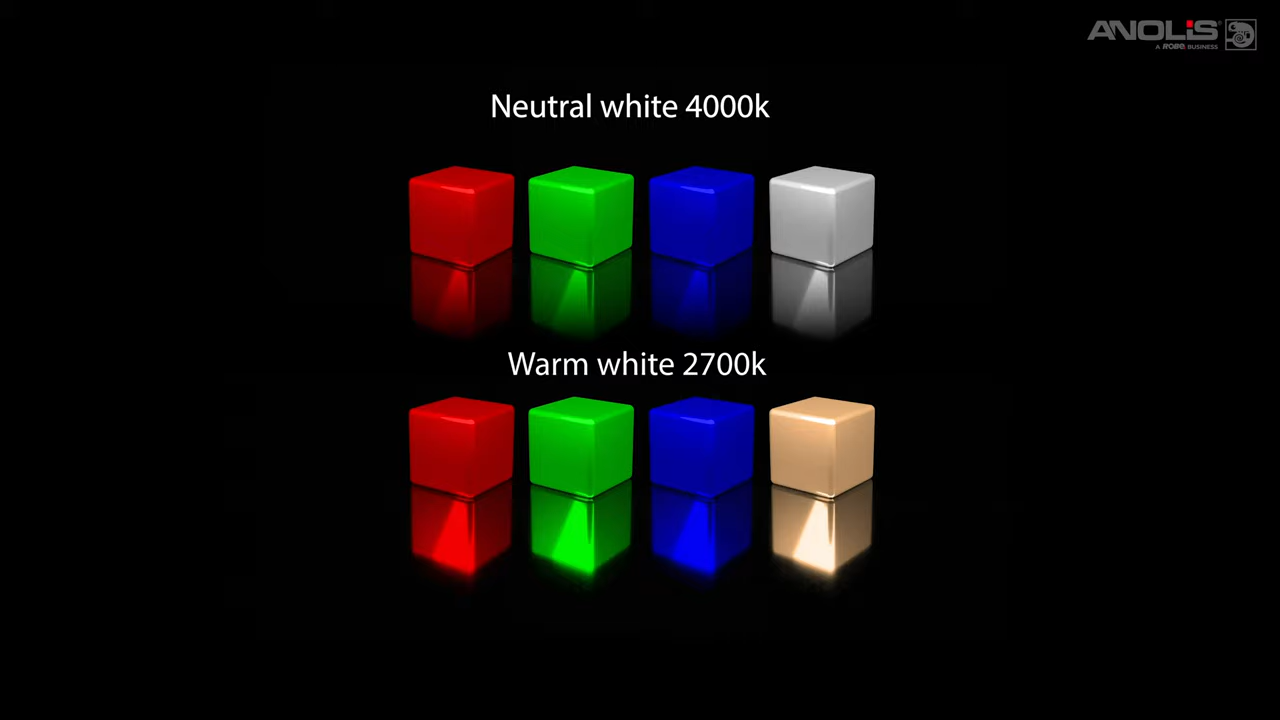 ANOLiS®
A ROBE BUSINESS
Neutral white 4000k
Warm white 2700k